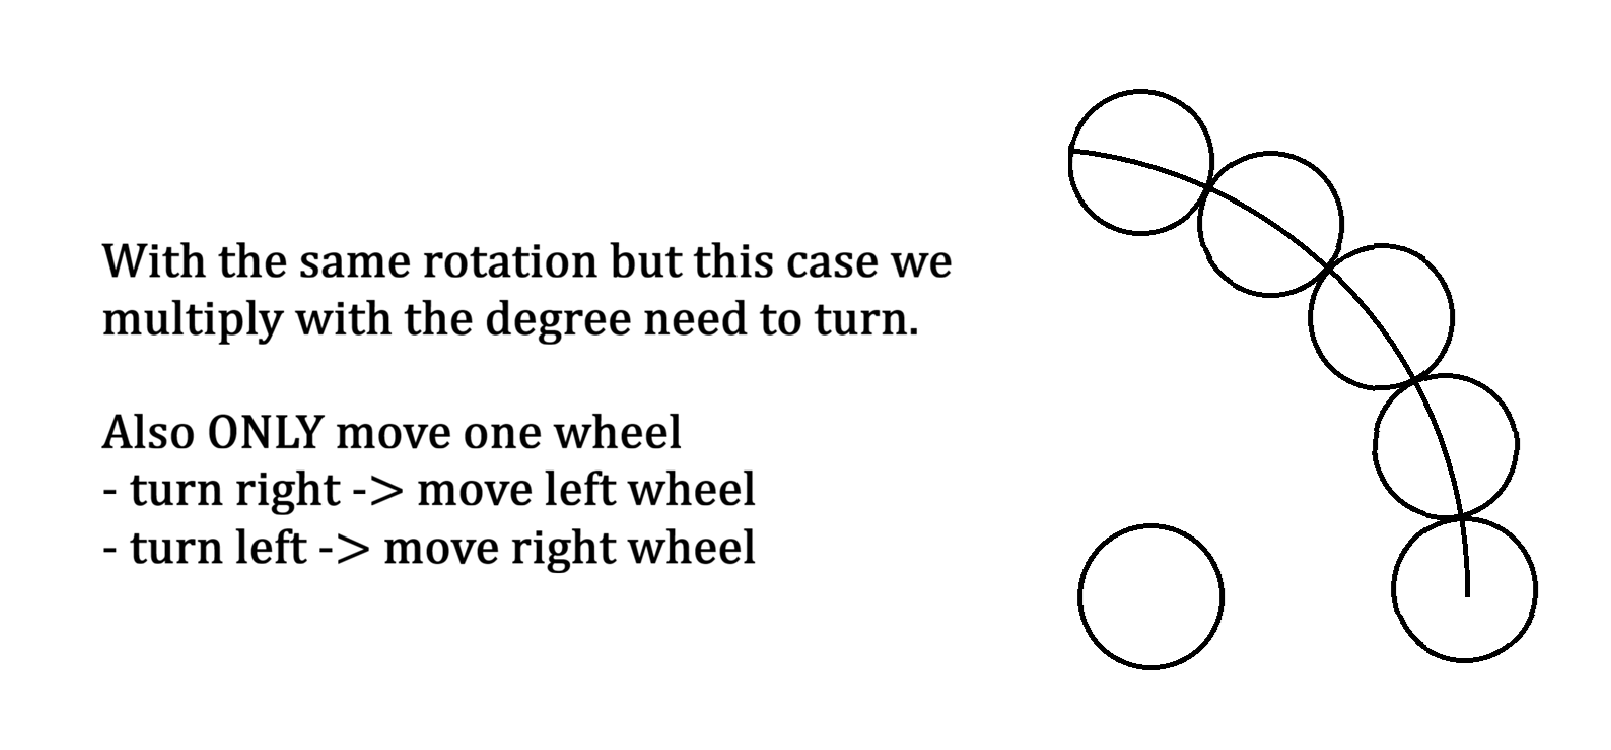 With the same rotation but this case we
multiply with the degree need to turn.
Also ONLY move one wheel
- turn right -> move left wheel
- turn left -> move right wheel